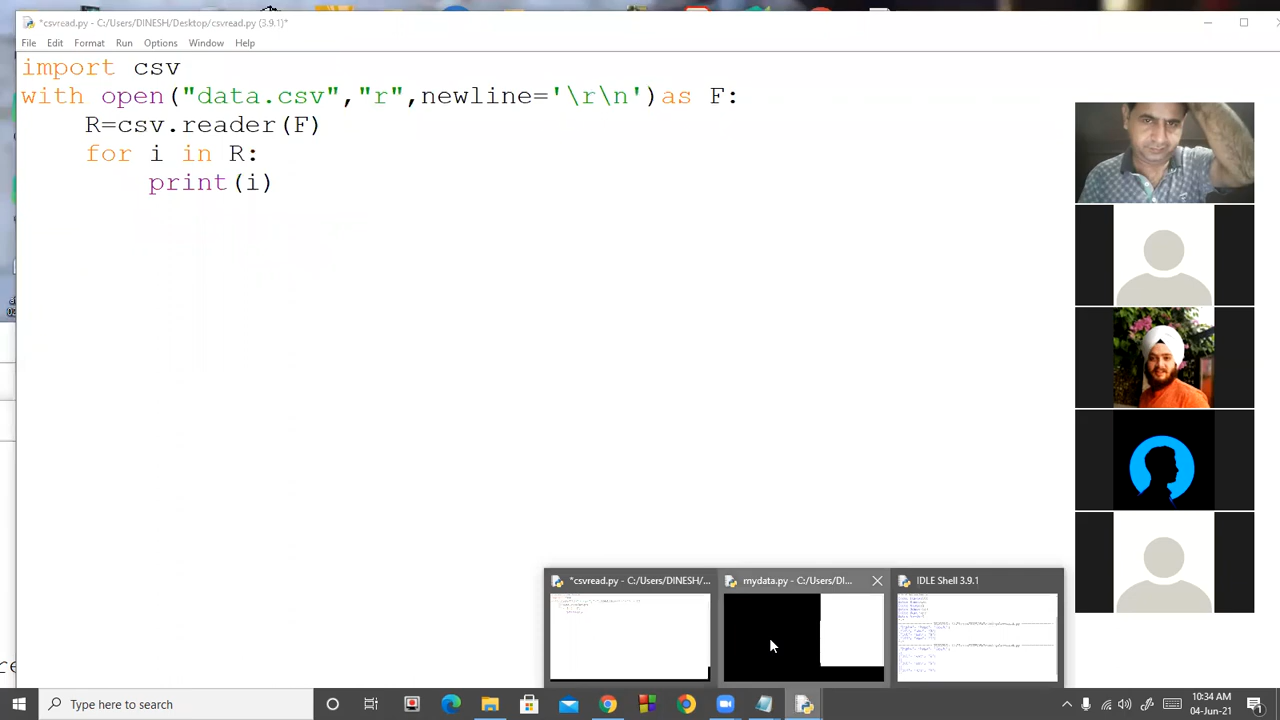 *csvread.py - C:/Users/DINESH/Desktop/csvread.py (3.9.1)*
File Edit Format Run Options Window Help
import csv
with open("data.csv","r",newline='\r\n')as F:
R=csv.reader(F)
for i in R:
print(i)
*csvread.py - C:/Users/DINESH/...
mydata.py - C:/Users/DI...
IDLE Shell 3.9.1
Type here to search
10:34 AM
04-Jun-21